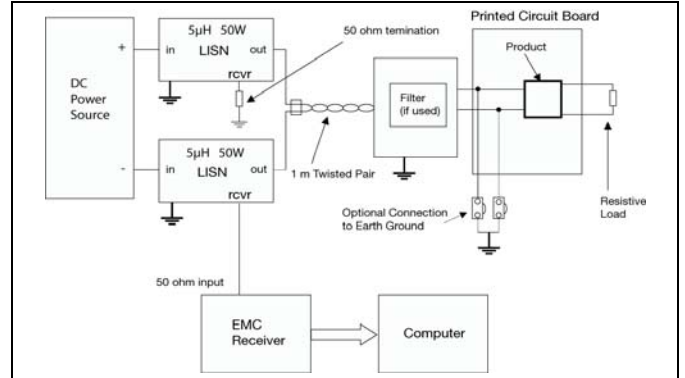 Printed Circuit Board
5μH 50W
in
out
LISN
rcvr
50 ohm temination
Product
+
DC
Power
Source
-
Filter
(if used)
5μH 50W
in
out
LISN
rcvr
1 m Twisted Pair
Optional Connection
to Earth Ground
Resistive
Load
50 ohm input
EMC
Receiver
Computer